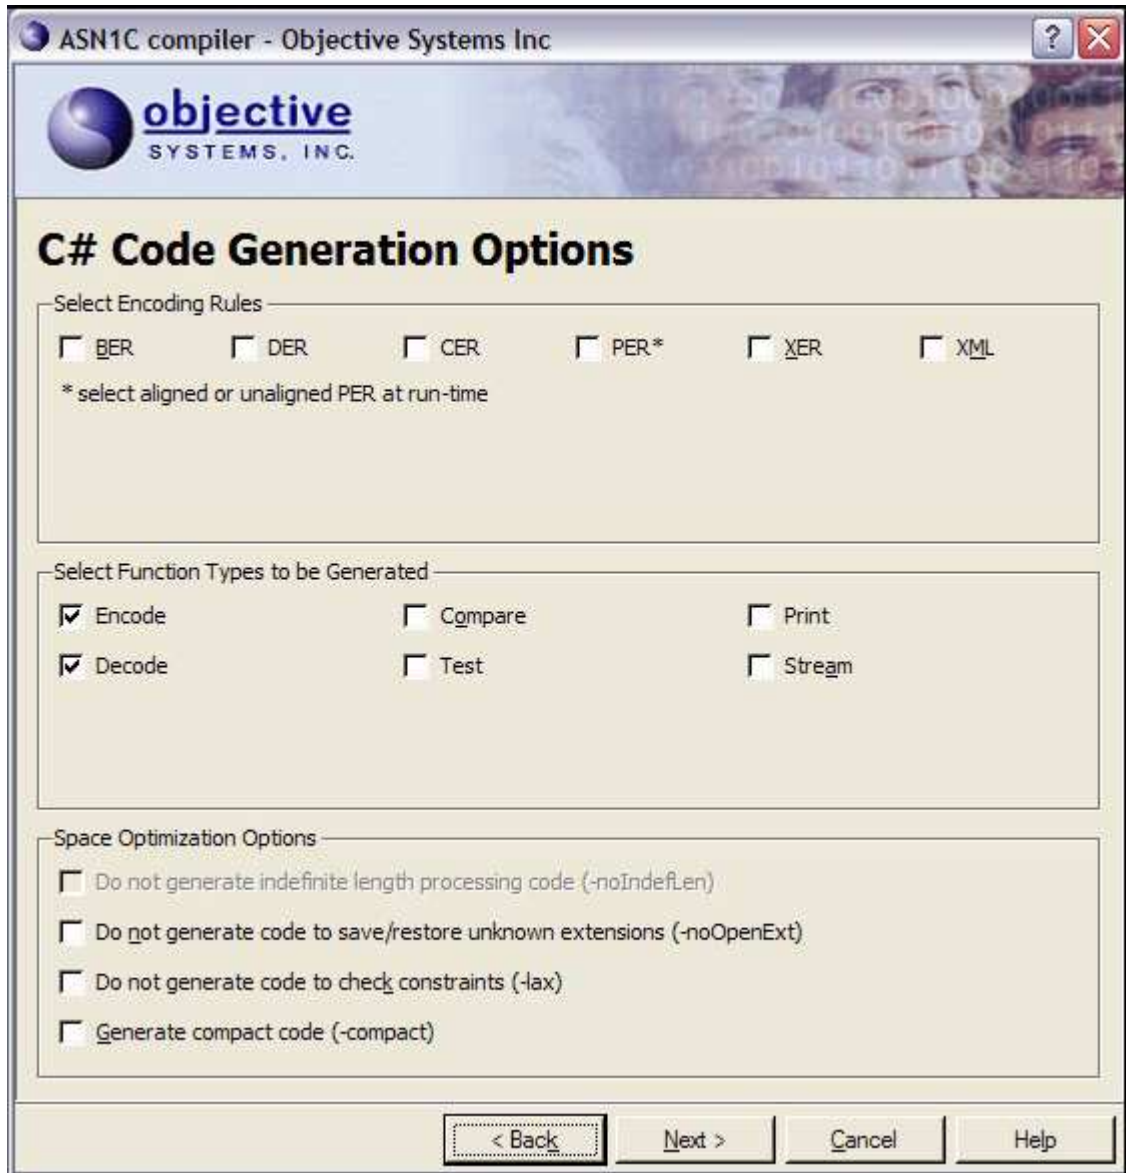 ASN1C compiler - Objective Systems Inc
objective
SYSTEMS, INC.
C# Code Generation Options
Select Encoding Rules
BER DER CER PER* XER XML
* select aligned or unaligned PER at run-time
Select Function Types to be Generated
Encode Compare Print
Decode Test Stream
Space Optimization Options
Do not generate indefinite length processing code (-noIndefLen)
Do not generate code to save/restore unknown extensions (-noOpenExt)
Do not generate code to check constraints (-lax)
Generate compact code (-compact)
< Back Next > Cancel Help